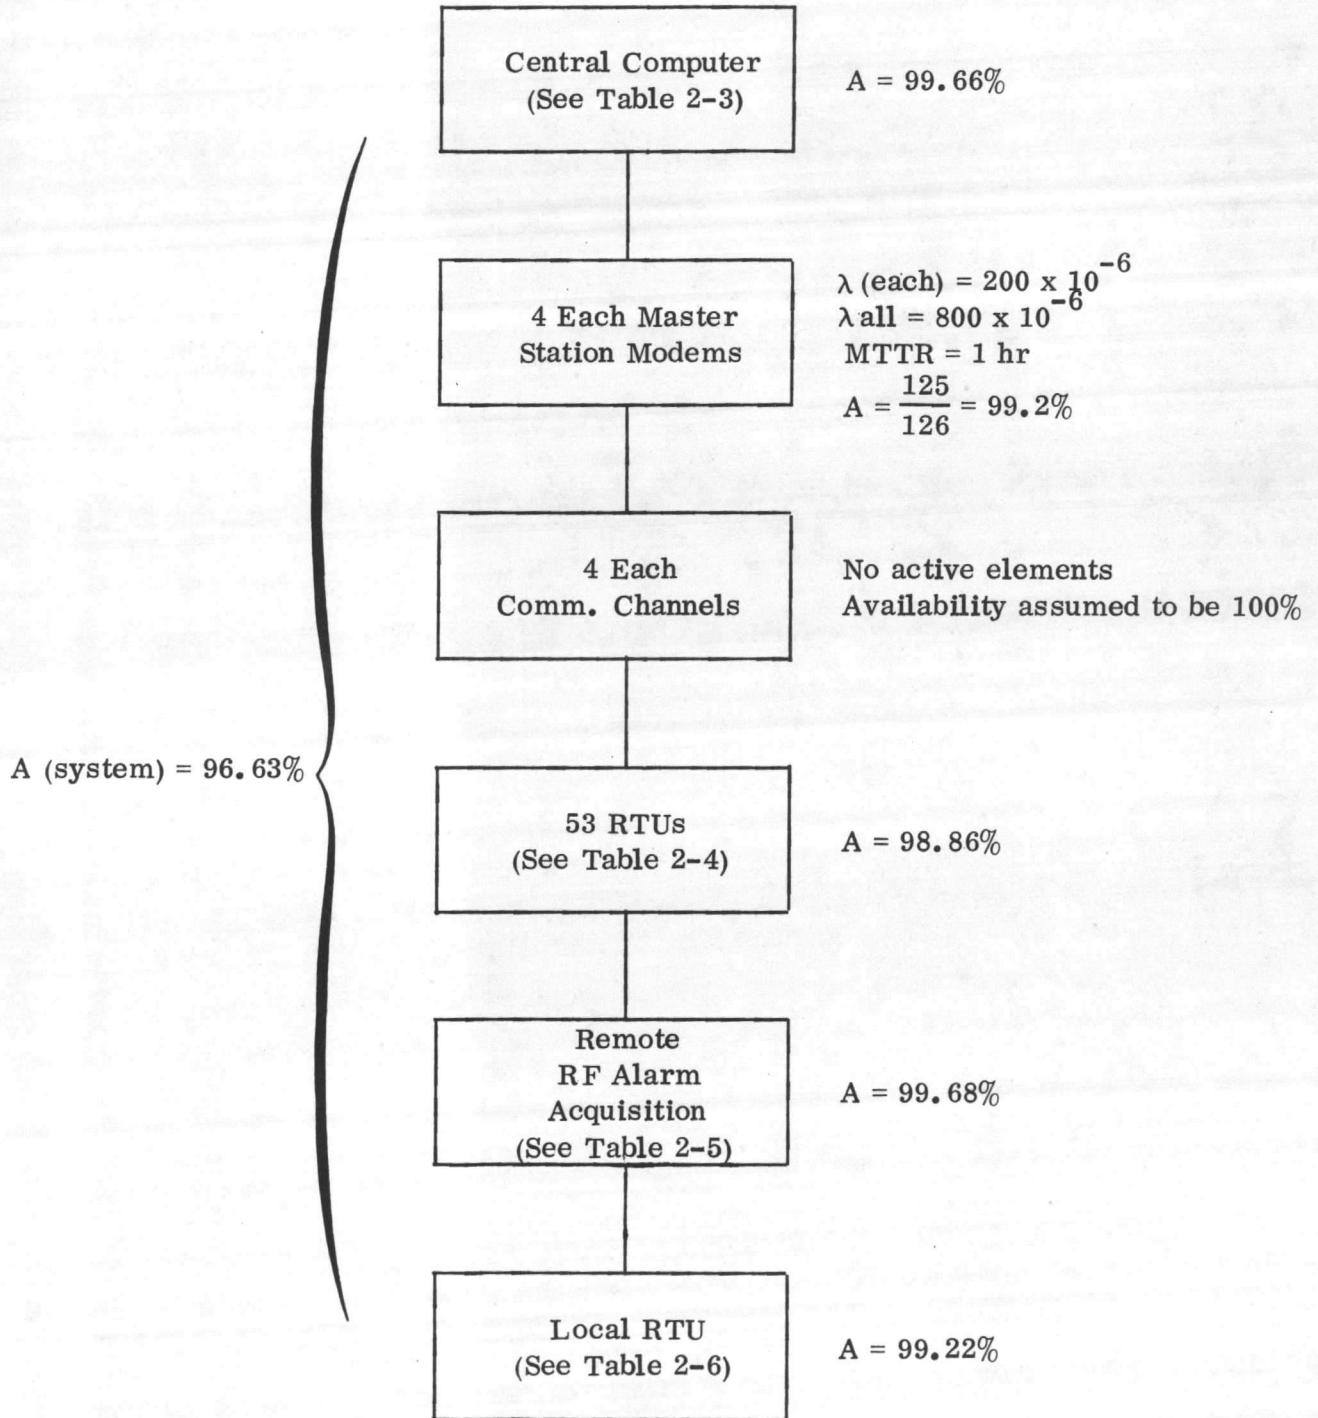 Central Computer
(See Table 2-3)
A = 99.66%
4 Each Master
Station Modems
λ (each) = 200 x 10^-6
λ all = 800 x 10^-6
MTTR = 1 hr
A = 125/126 = 99.2%
4 Each
Comm. Channels
No active elements
Availability assumed to be 100%
A (system) = 96.63%
53 RTUs
(See Table 2-4)
A = 98.86%
Remote
RF Alarm
Acquisition
(See Table 2-5)
A = 99.68%
Local RTU
(See Table 2-6)
A = 99.22%